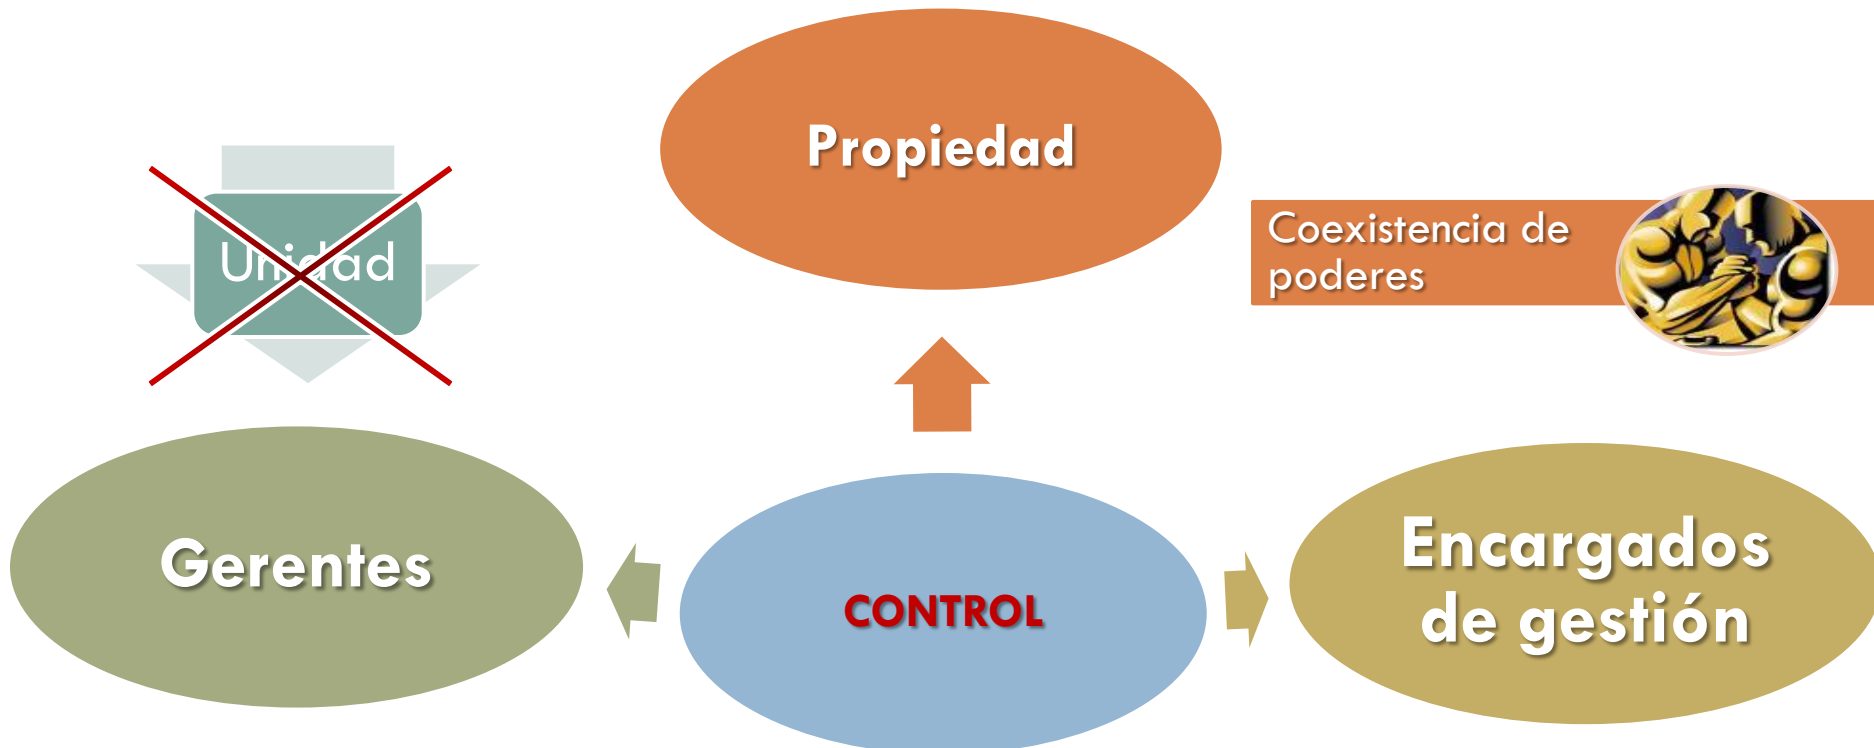 Propiedad
Unidad
Coexistencia de
poderes
Gerentes
CONTROL
Encargados
de gestión